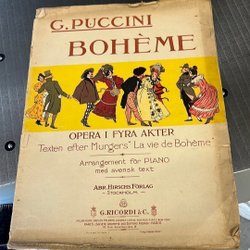 G. PUCCINI
BOHÈME
OPERA I FYRA AKTER
Texten efter Murgers "La vie de Bohème"
Arrangement för PIANO
med svensk text
ABR. HIRSCHS FÖRLAG
STOCKHOLM
G. RICORDI & C.